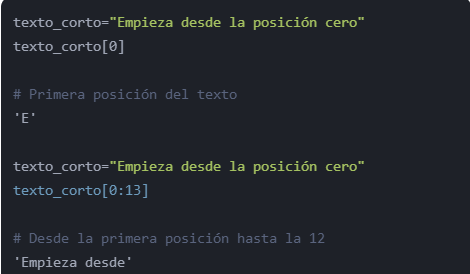 texto_corto="Empieza desde la posición cero"
texto_corto[0]
# Primera posición del texto
'E'
texto_corto="Empieza desde la posición cero"
texto_corto[0:13]
# Desde la primera posición hasta la 12
'Empieza desde'